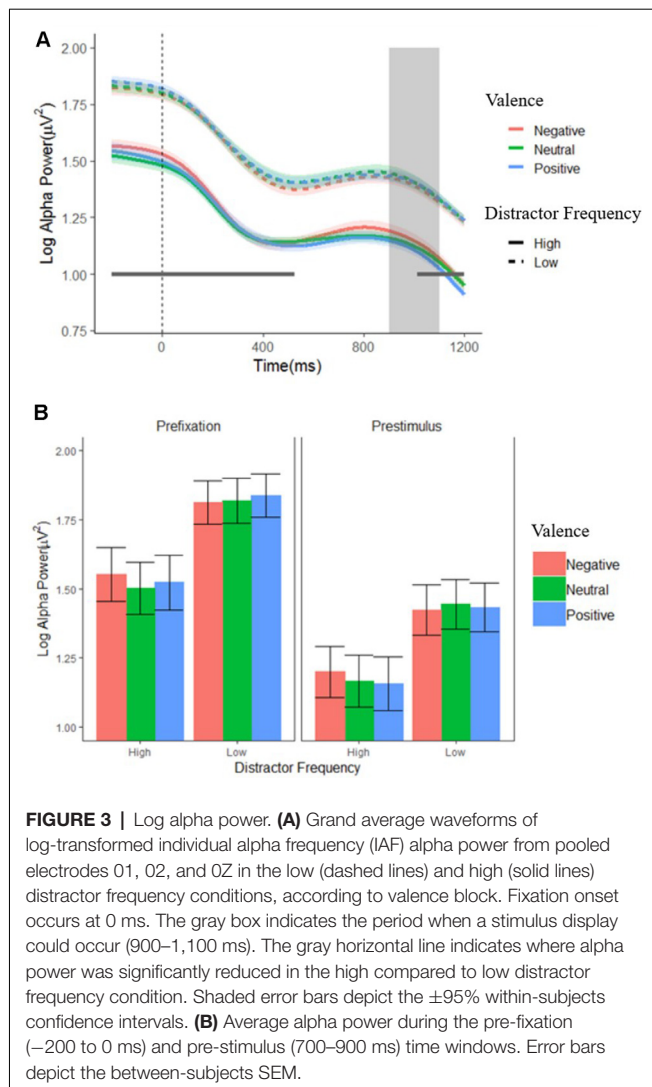 A
2.00
1.75
1.50
1.25
1.00
0.75
Log Alpha Power(μV²)
0
400
800
1200
Time(ms)
Valence
Negative
Neutral
Positive
Distractor Frequency
High
Low
B
Prefixation
Prestimulus
2.00
1.75
1.50
1.25
1.00
Log Alpha Power(μV²)
High
Low
High
Low
Distractor Frequency
Valence
Negative
Neutral
Positive
FIGURE 3 | Log alpha power. (A) Grand average waveforms of
log-transformed individual alpha frequency (IAF) alpha power from pooled
electrodes 01, 02, and 0Z in the low (dashed lines) and high (solid lines)
distractor frequency conditions, according to valence block. Fixation onset
occurs at 0 ms. The gray box indicates the period when a stimulus display
could occur (900–1,100 ms). The gray horizontal line indicates where alpha
power was significantly reduced in the high compared to low distractor
frequency condition. Shaded error bars depict the ±95% within-subjects
confidence intervals. (B) Average alpha power during the pre-fixation
(−200 to 0 ms) and pre-stimulus (700–900 ms) time windows. Error bars
depict the between-subjects SEM.